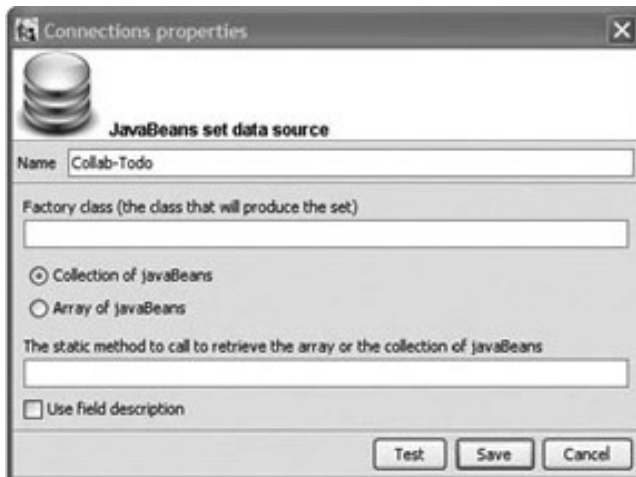 Connections properties
JavaBeans set data source
Name Collab-Todo
Factory class (the class that will produce the set)
Collection of javaBeans
Array of javaBeans
The static method to call to retrieve the array or the collection of javaBeans
Use field description
Test Save Cancel